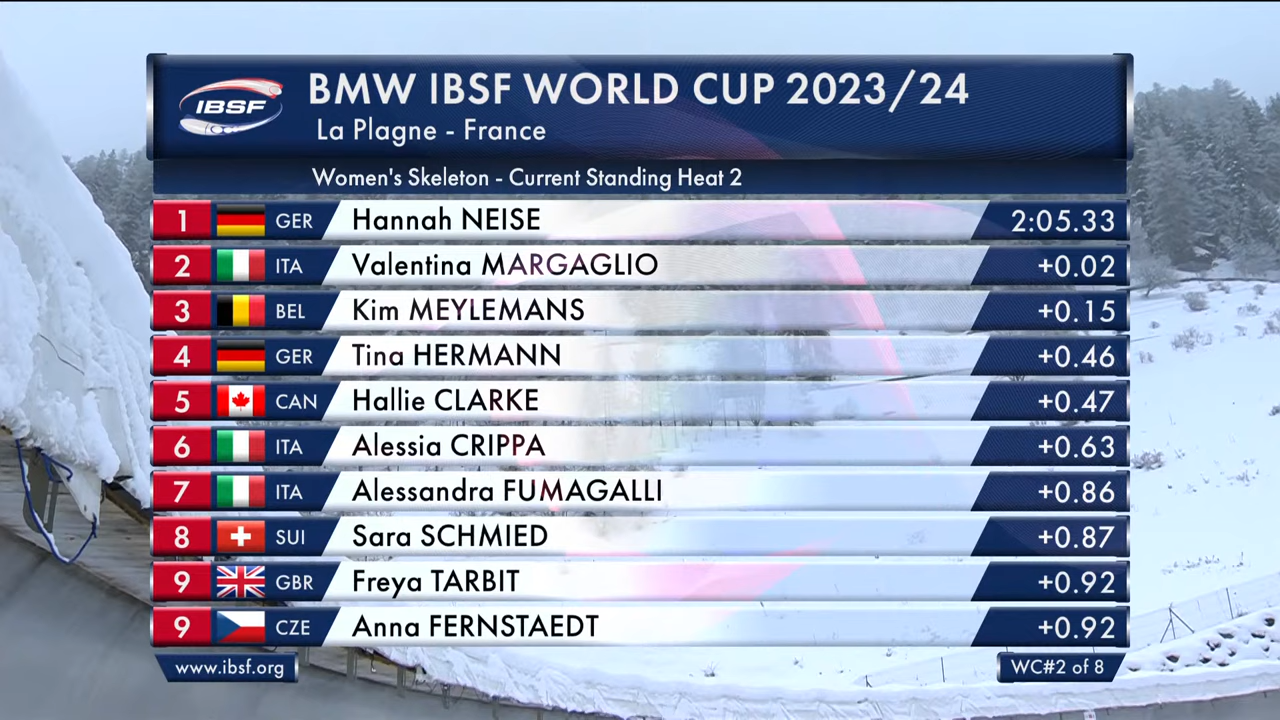 IBSF
BMW IBSF WORLD CUP 2023/24
La Plagne - France
Women's Skeleton - Current Standing Heat 2
1 GER Hannah NEISE 2:05.33
2 ITA Valentina MARGAGLIO +0.02
3 BEL Kim MEYLEMANS +0.15
4 GER Tina HERMANN +0.46
5 CAN Hallie CLARKE +0.47
6 ITA Alessia CRIPPA +0.63
7 ITA Alessandra FUMAGALLI +0.86
8 SUI Sara SCHMIED +0.87
9 GBR Freya TARBIT +0.92
9 CZE Anna FERNSTAEDT +0.92
www.ibsf.org WC#2 of 8